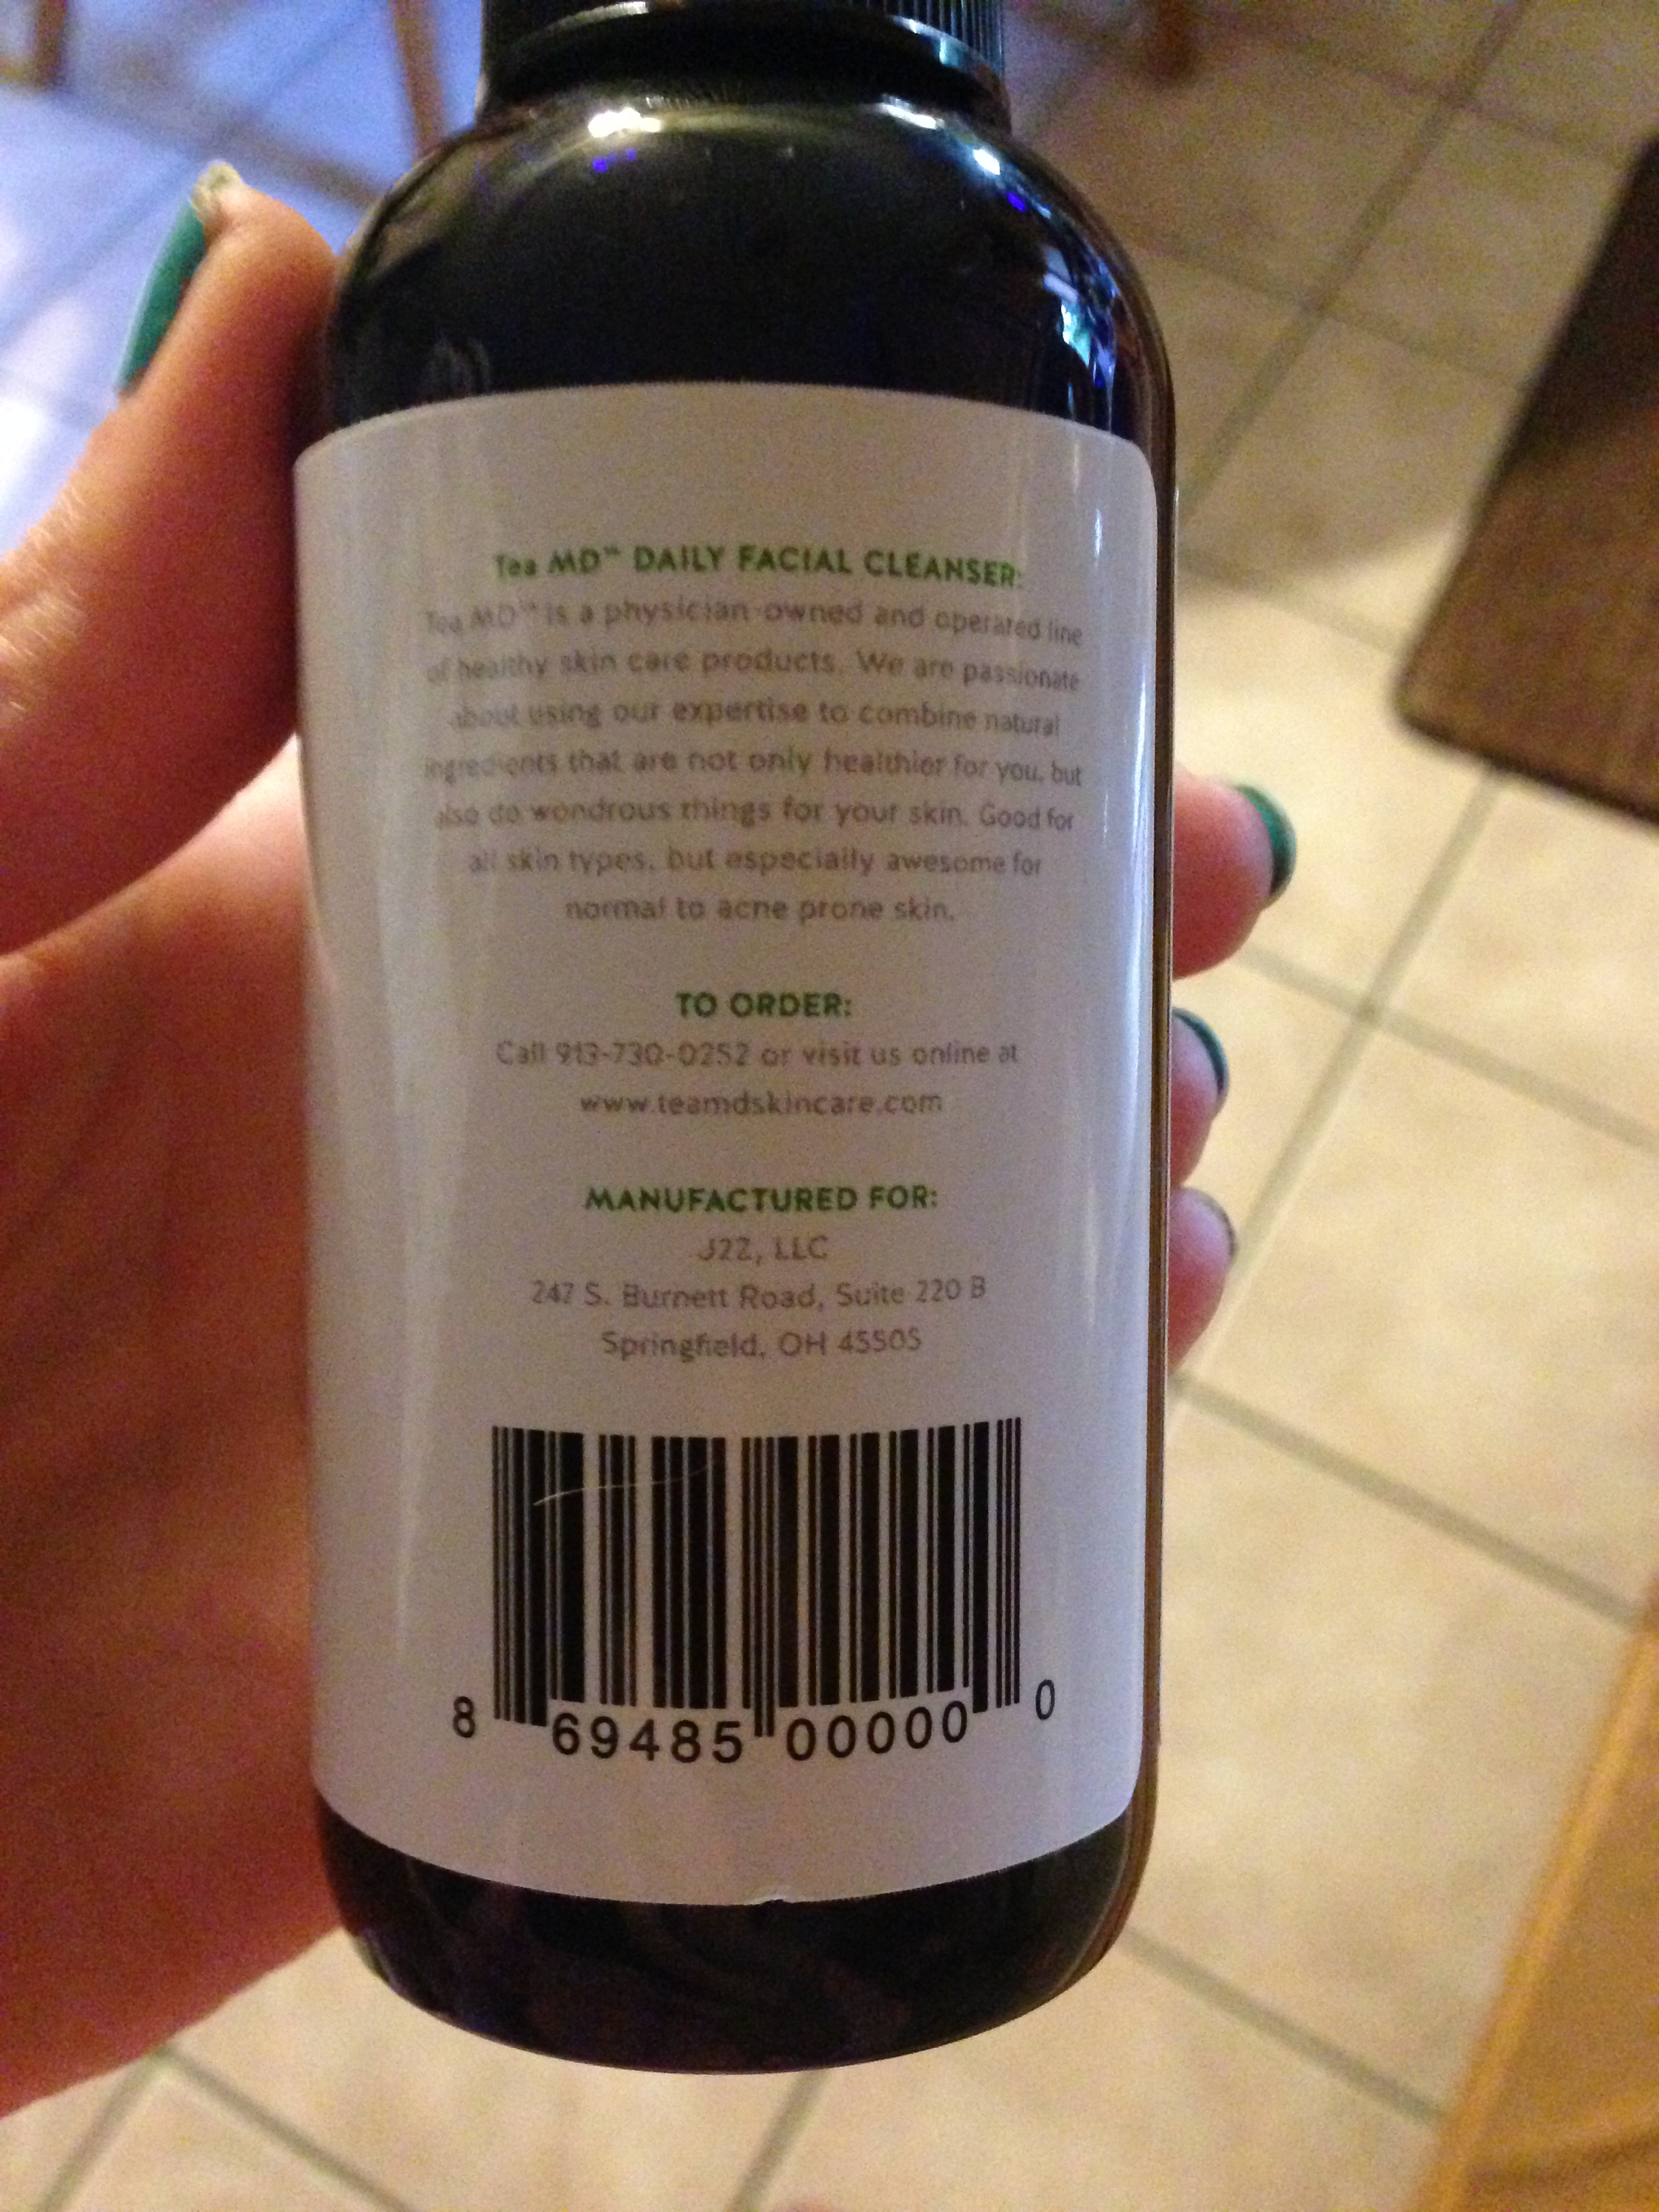 Tea MD™ DAILY FACIAL CLEANSER:
Tea MD™ is a physician-owned and operated line
of healthy skin care products. We are passionate
about using our expertise to combine natural
ingredients that are not only healthier for you, but
also do wondrous things for your skin. Good for
all skin types, but especially awesome for
normal to acne prone skin.
TO ORDER:
Call 913-730-0252 or visit us online at
www.teamdskincare.com
MANUFACTURED FOR:
J2Z, LLC
247 S. Burnett Road, Suite 220 B
Springfield, OH 45505
8 69485 00000 0